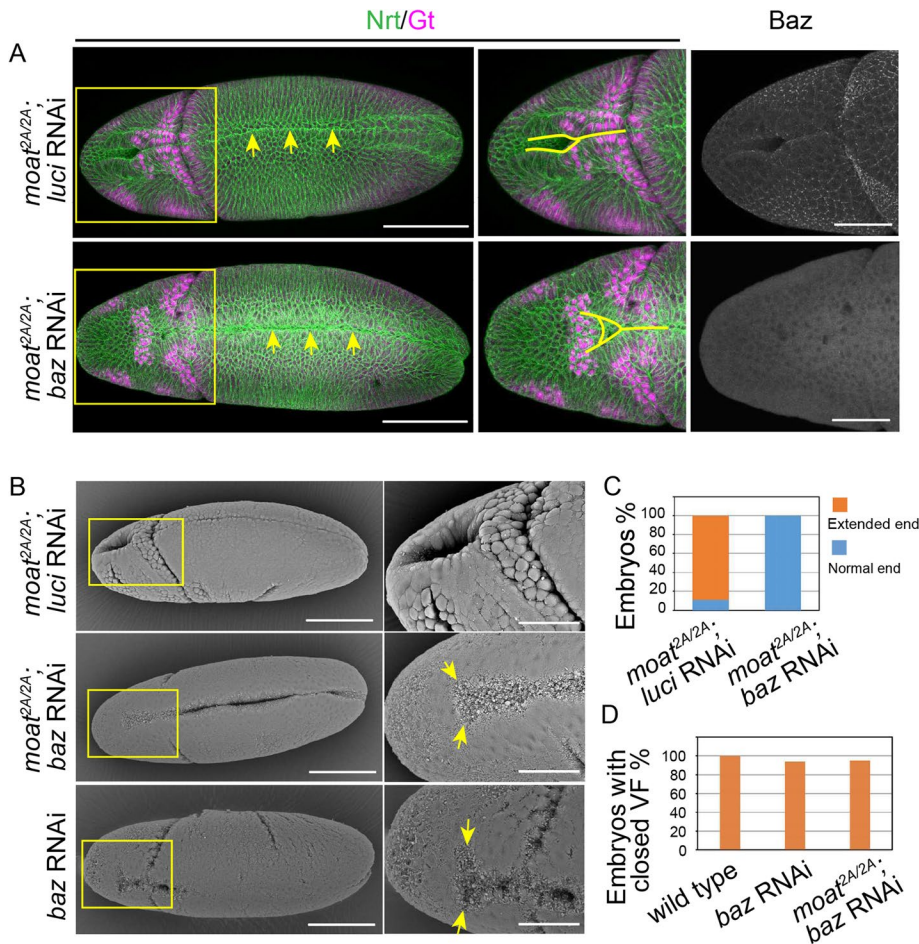 Nrt/Gt
Baz
A
moat2A/2A;
luci RNAi
moat2A/2A;
baz RNAi
B
moat2A/2A;
luci RNAi
moat2A/2A;
baz RNAi
baz RNAi
C
Embryos %
100
80
60
40
20
0
Extended end
Normal end
moat2A/2A;
luci RNAi
moat2A/2A;
baz RNAi
D
Embryos with
closed VF %
100
80
60
40
20
0
wild type
baz RNAi
moat2A/2A;
baz RNAi